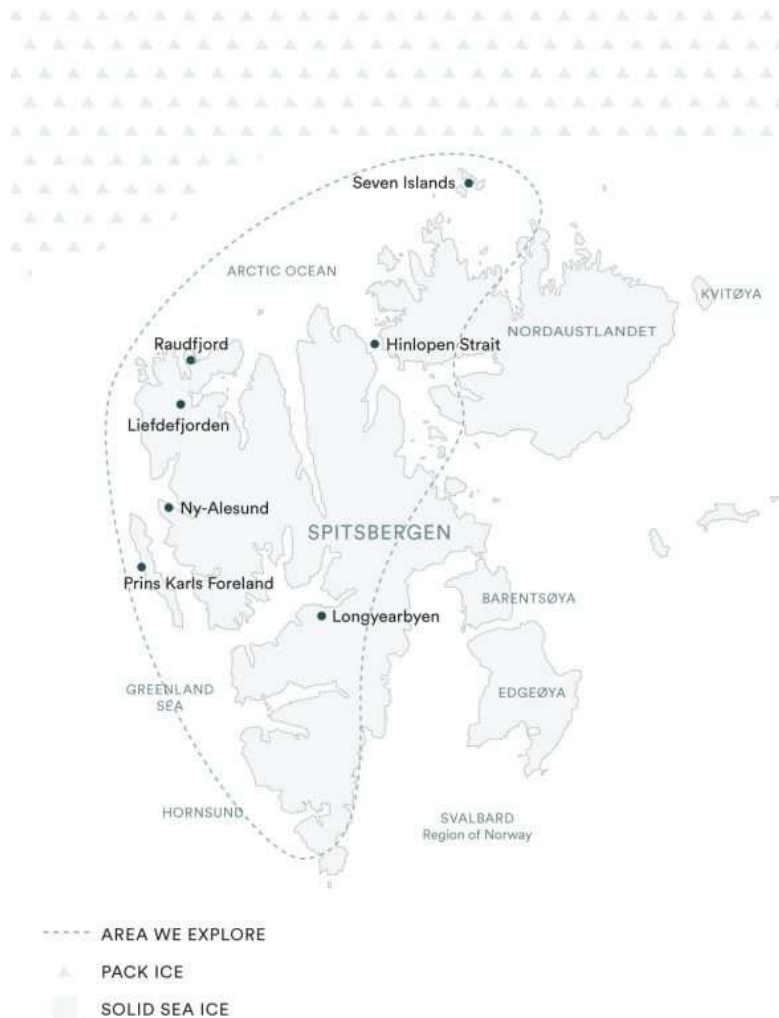 Seven Islands
ARCTIC OCEAN
KVITØYA
NORDAUSTLANDET
Raudfjord
Hinlopen Strait
Liefdefjorden
Ny-Alesund
SPITSBERGEN
Prins Karls Foreland
BARENTSØYA
Longyearbyen
GREENLAND
SEA
EDGEØYA
HORNSUND
SVALBARD
Region of Norway
AREA WE EXPLORE
PACK ICE
SOLID SEA ICE